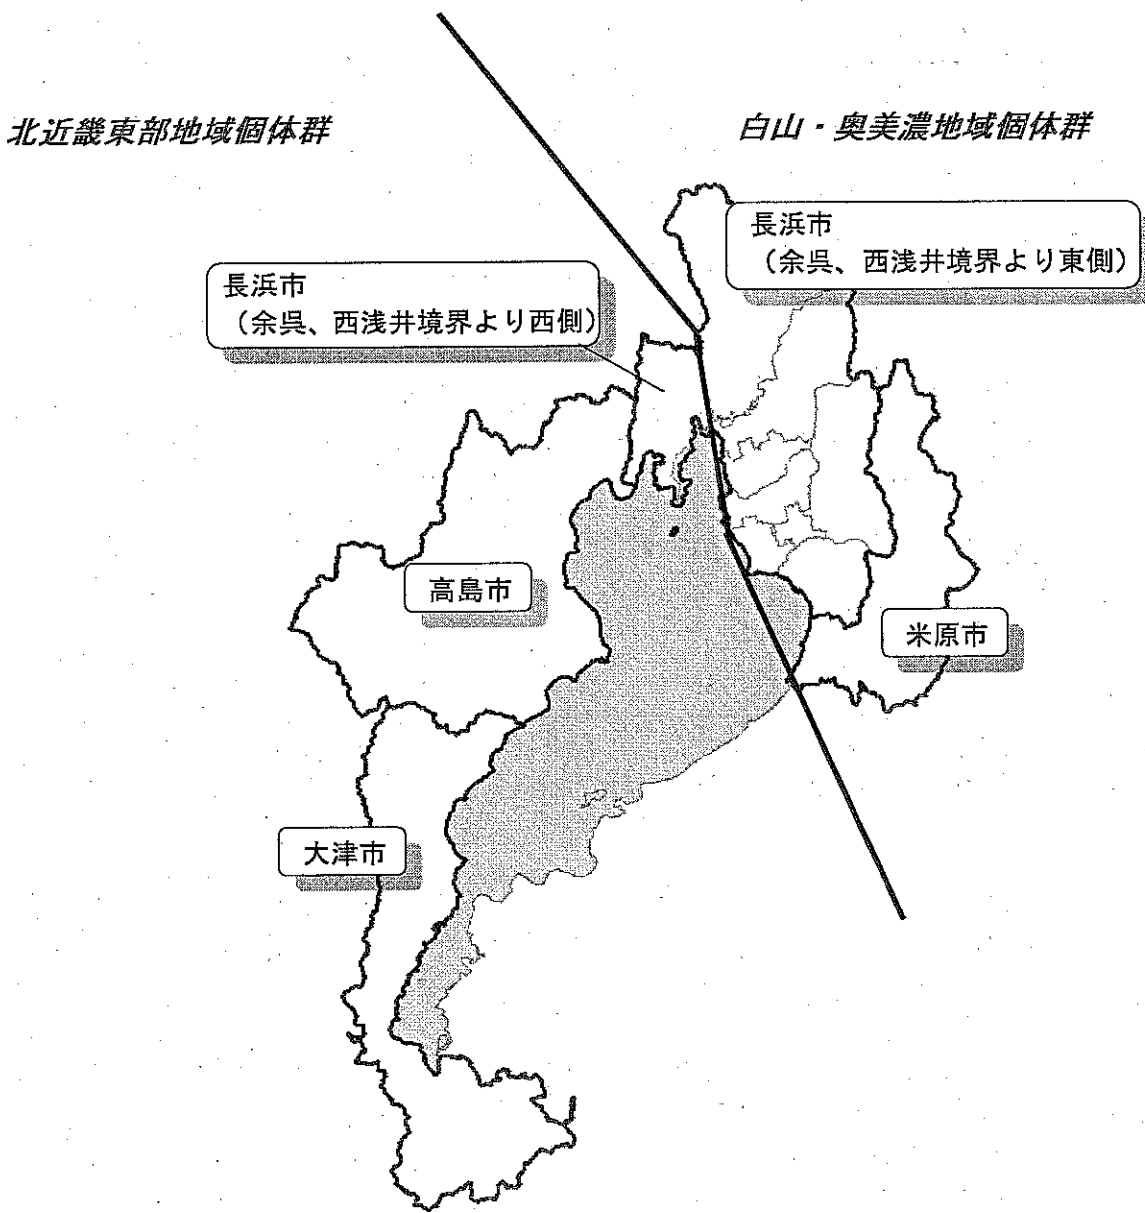 北近畿東部地域個体群
白山・奥美濃地域個体群
長浜市
（余呉、西浅井境界より東側）
長浜市
（余呉、西浅井境界より西側）
高島市
米原市
大津市